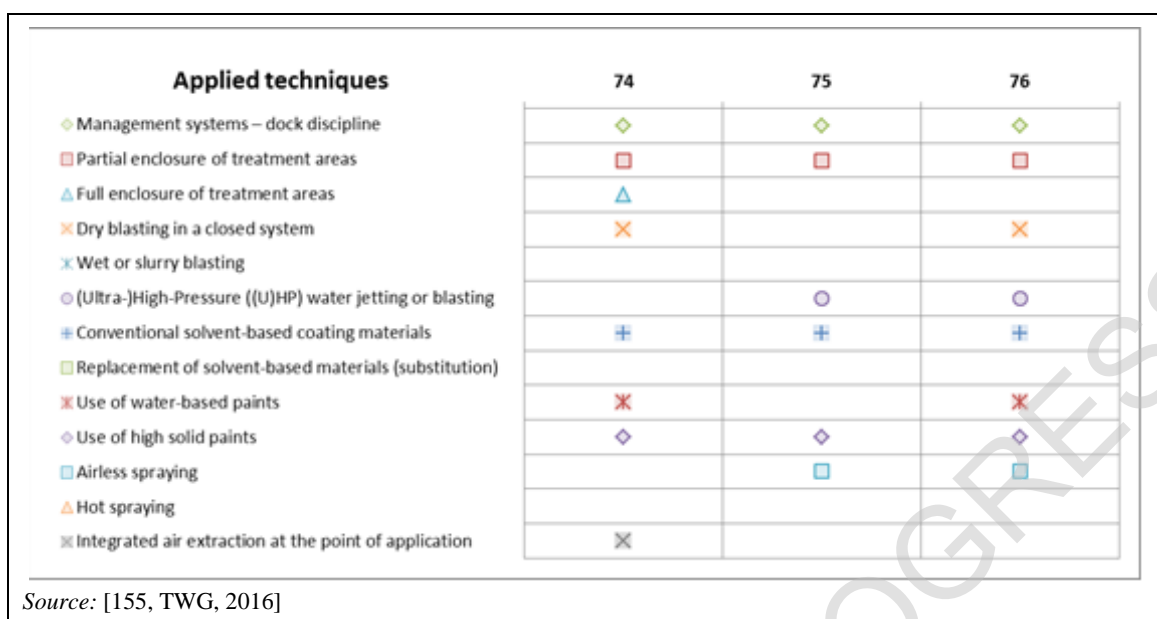 Applied techniques 74 75 76
Management systems – dock discipline
Partial enclosure of treatment areas
Full enclosure of treatment areas
Dry blasting in a closed system
Wet or slurry blasting
(Ultra-)High-Pressure ((U)HP) water jetting or blasting
Conventional solvent-based coating materials
Replacement of solvent-based materials (substitution)
Use of water-based paints
Use of high solid paints
Airless spraying
Hot spraying
Integrated air extraction at the point of application
Source: [155, TWG, 2016]